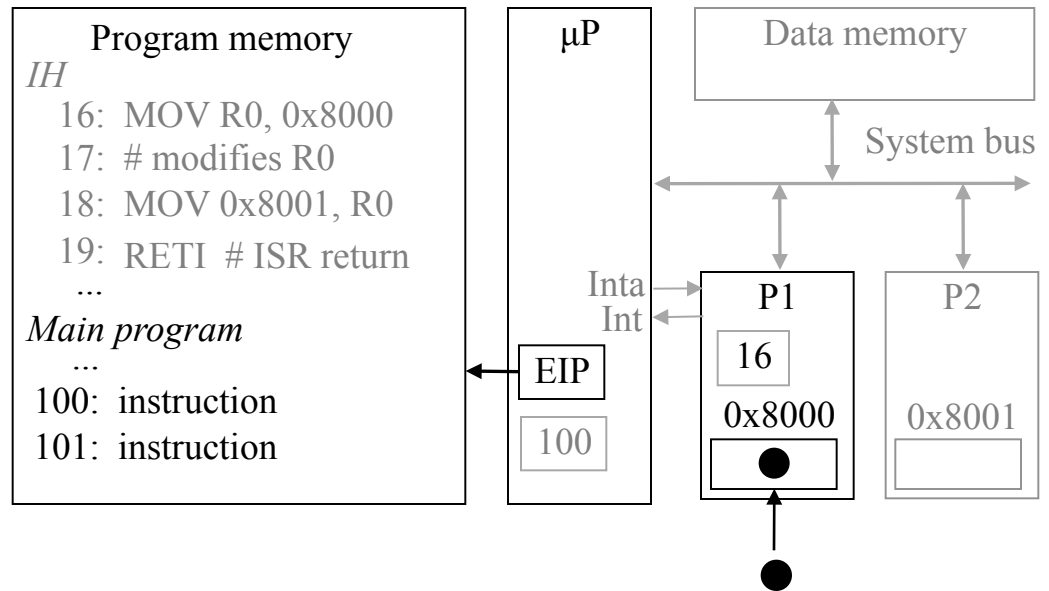 Program memory
IH
16: MOV R0, 0x8000
17: # modifies R0
18: MOV 0x8001, R0
19: RETI # ISR return
...
Main program
...
100: instruction
101: instruction
μP
Inta
Int
EIP
100
Data memory
System bus
P1
16
0x8000
P2
0x8001